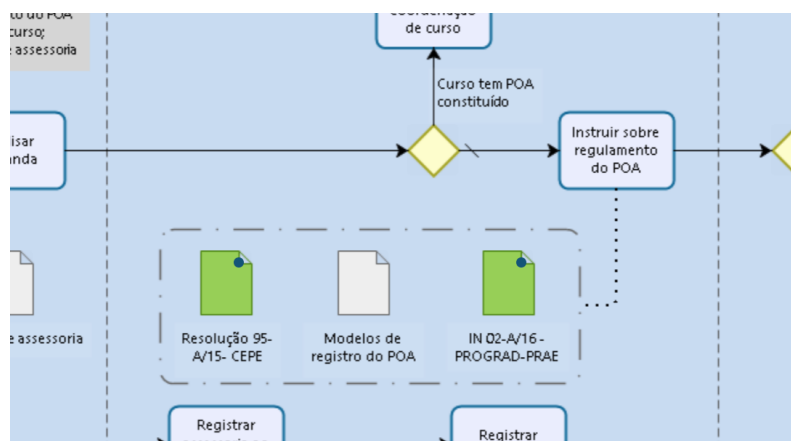 to do POA
curso;
e assessoria
coordenação
de curso
Curso tem POA
constituído
isar
anda
Instruir sobre
regulamento
do POA
e assessoria
Resolução 95-
A/15- CEPE
Modelos de
registro do POA
IN 02-A/16 -
PROGRAD-PRAE
Registrar
Registrar